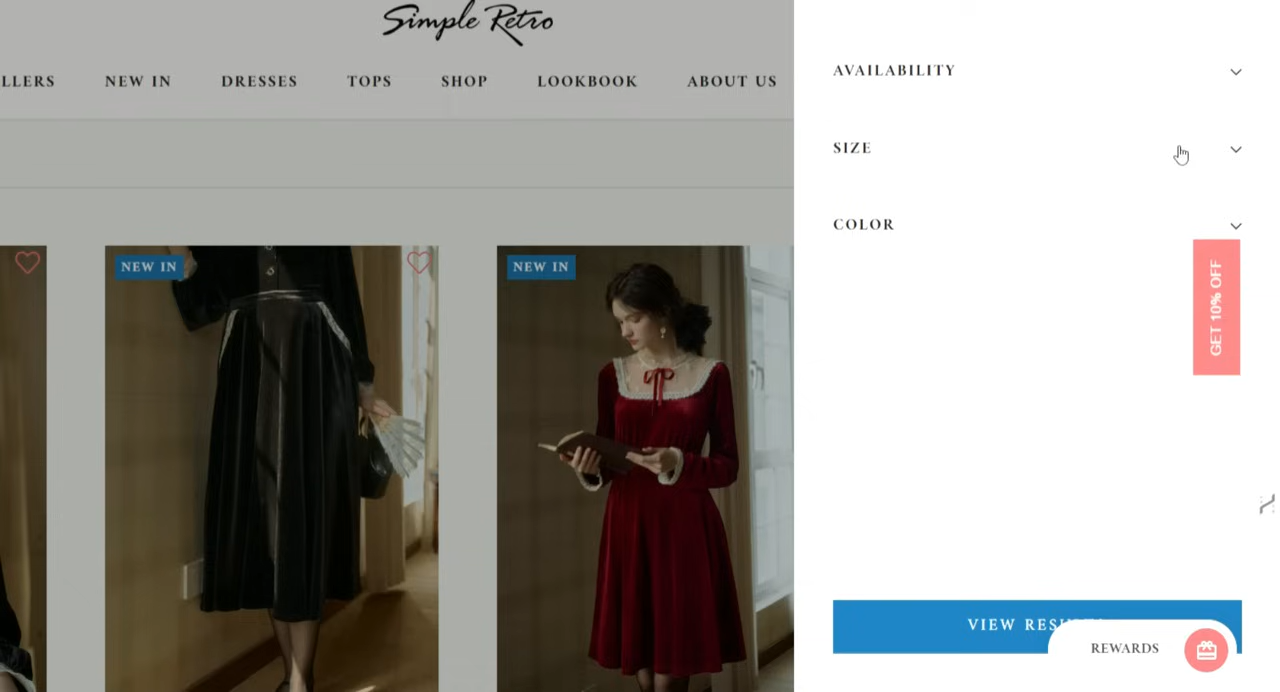 Simple Retro
LLERS NEW IN DRESSES TOPS SHOP LOOKBOOK ABOUT US
AVAILABILITY
SIZE
COLOR
NEW IN
NEW IN
GET 10% OFF
VIEW
REWARDS